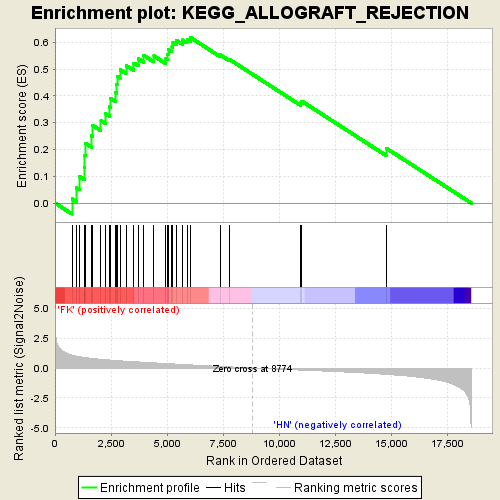 Enrichment plot: KEGG_ALLOGRAFT_REJECTION
Enrichment score (ES)
0.6
0.5
0.4
0.3
0.2
0.1
0.0
Ranked list metric (Signal2Noise)
5.0
2.5
0.0
-2.5
-5.0
'FK' (positively correlated)
Zero cross at 8774
'HN' (negatively correlated)
0 2,500 5,000 7,500 10,000 12,500 15,000 17,500
Rank in Ordered Dataset
Enrichment profile Hits Ranking metric scores